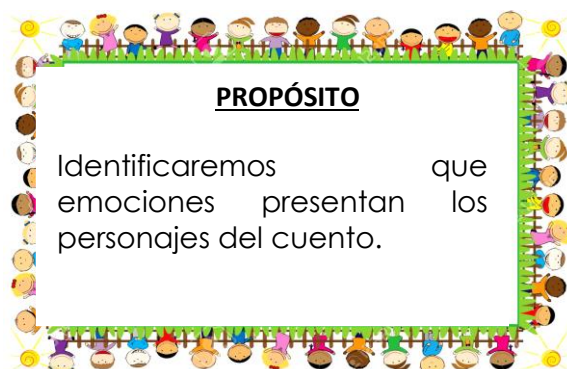 PROPÓSITO
Identificaremos que
emociones presentan los
personajes del cuento.